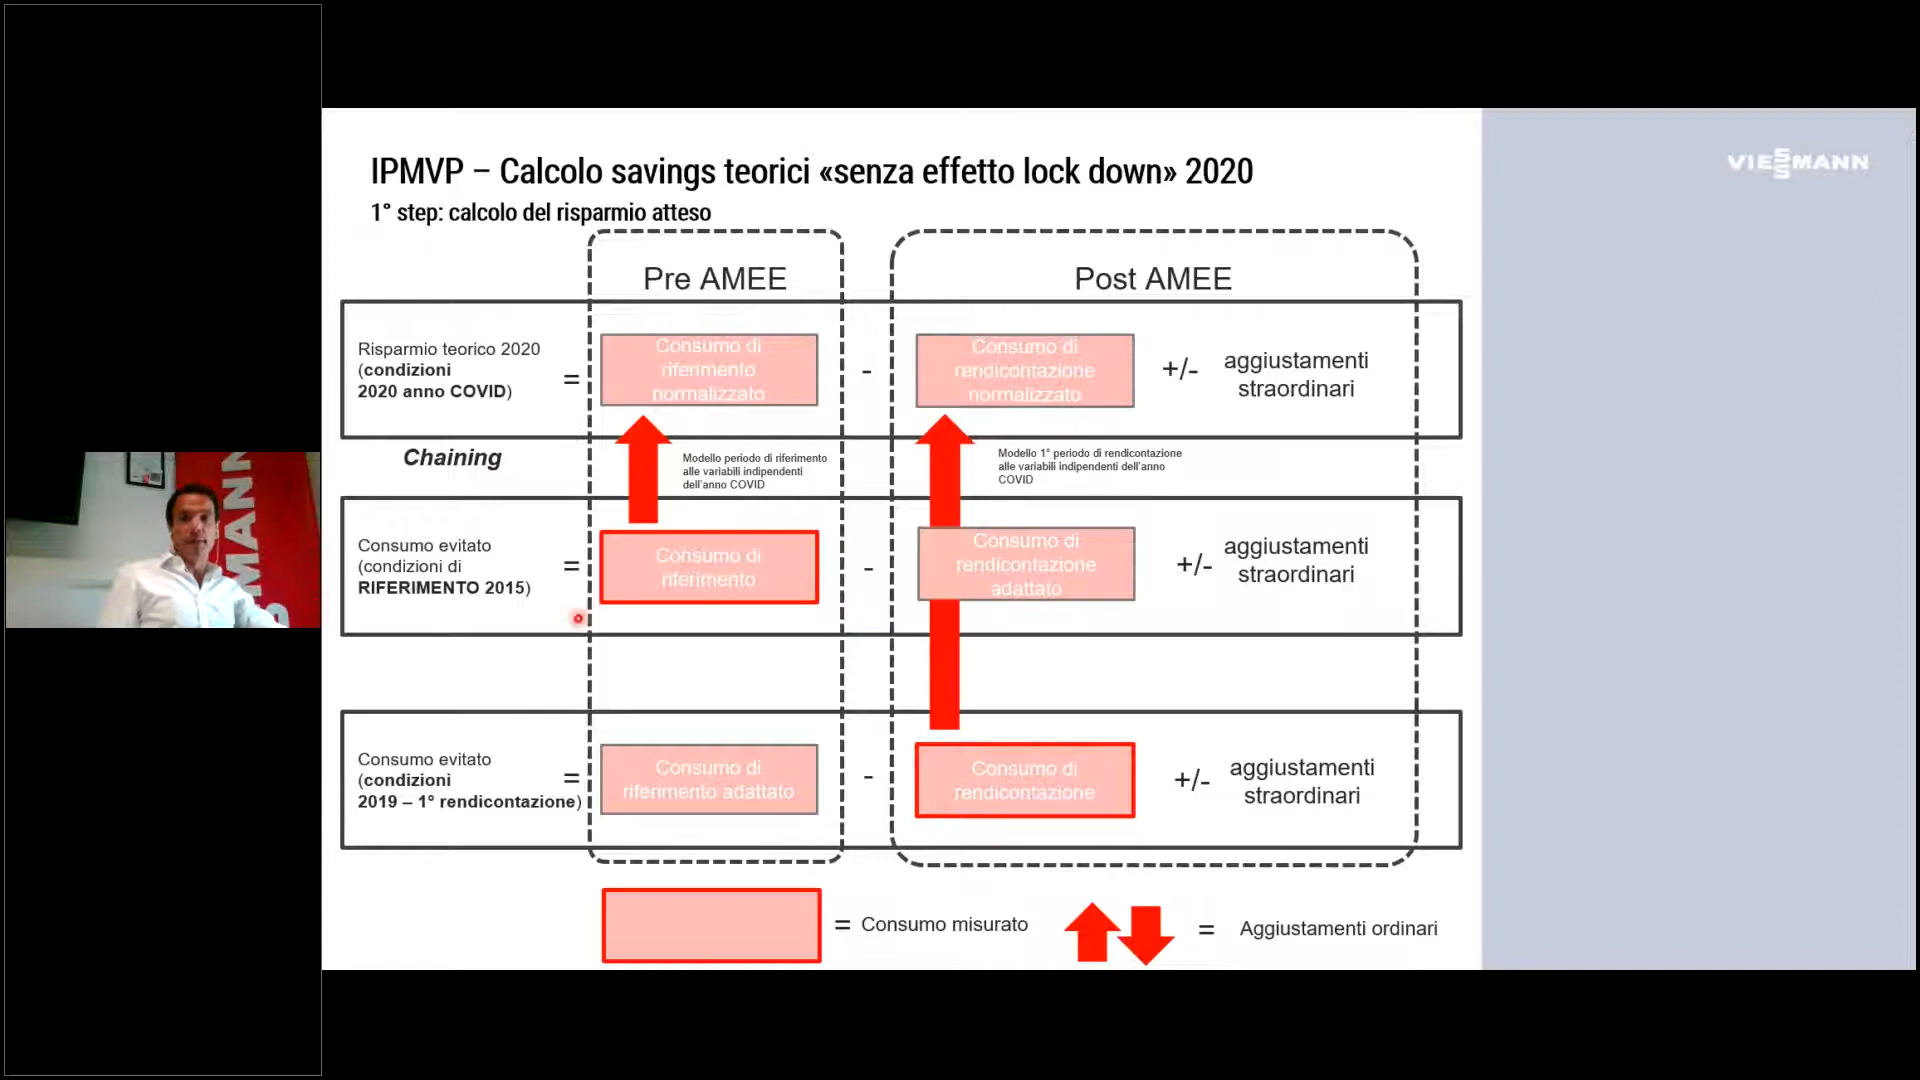 IPMVP – Calcolo savings teorici «senza effetto lock down» 2020
1° step: calcolo del risparmio atteso
VIESSMANN
Pre AMEE
Post AMEE
Risparmio teorico 2020
(condizioni
2020 anno COVID)
=
Consumo di
riferimento
normalizzato
-
Consumo di
rendicontazione
normalizzato
+/-
aggiustamenti
straordinari
Chaining
Modello periodo di riferimento
alle variabili indipendenti
dell'anno COVID
Modello 1° periodo di rendicontazione
alle variabili indipendenti dell'anno
COVID
Consumo evitato
(condizioni di
RIFERIMENTO 2015)
=
Consumo di
riferimento
-
Consumo di
rendicontazione
adattato
+/-
aggiustamenti
straordinari
Consumo evitato
(condizioni
2019 – 1° rendicontazione)
=
Consumo di
riferimento adattato
-
Consumo di
rendicontazione
+/-
aggiustamenti
straordinari
= Consumo misurato
= Aggiustamenti ordinari
SMANN